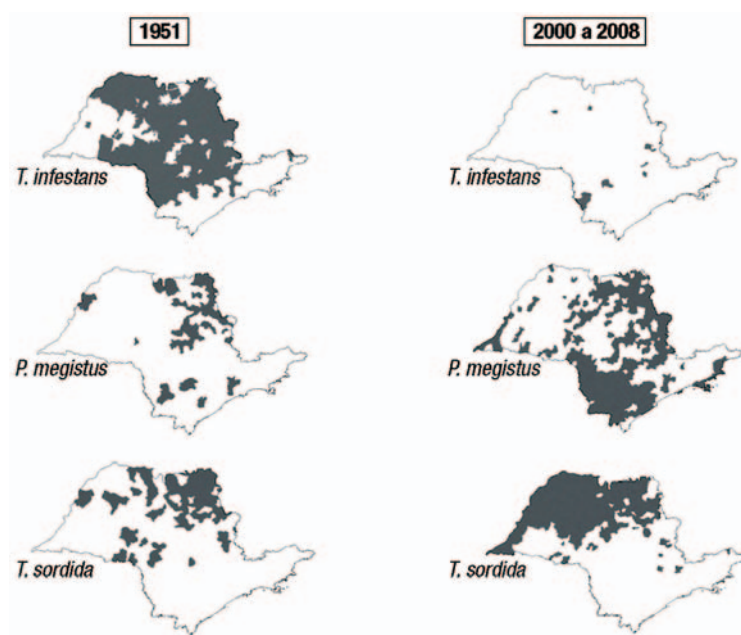 1951
2000 a 2008
T. infestans
T. infestans
P. megistus
P. megistus
T. sordida
T. sordida